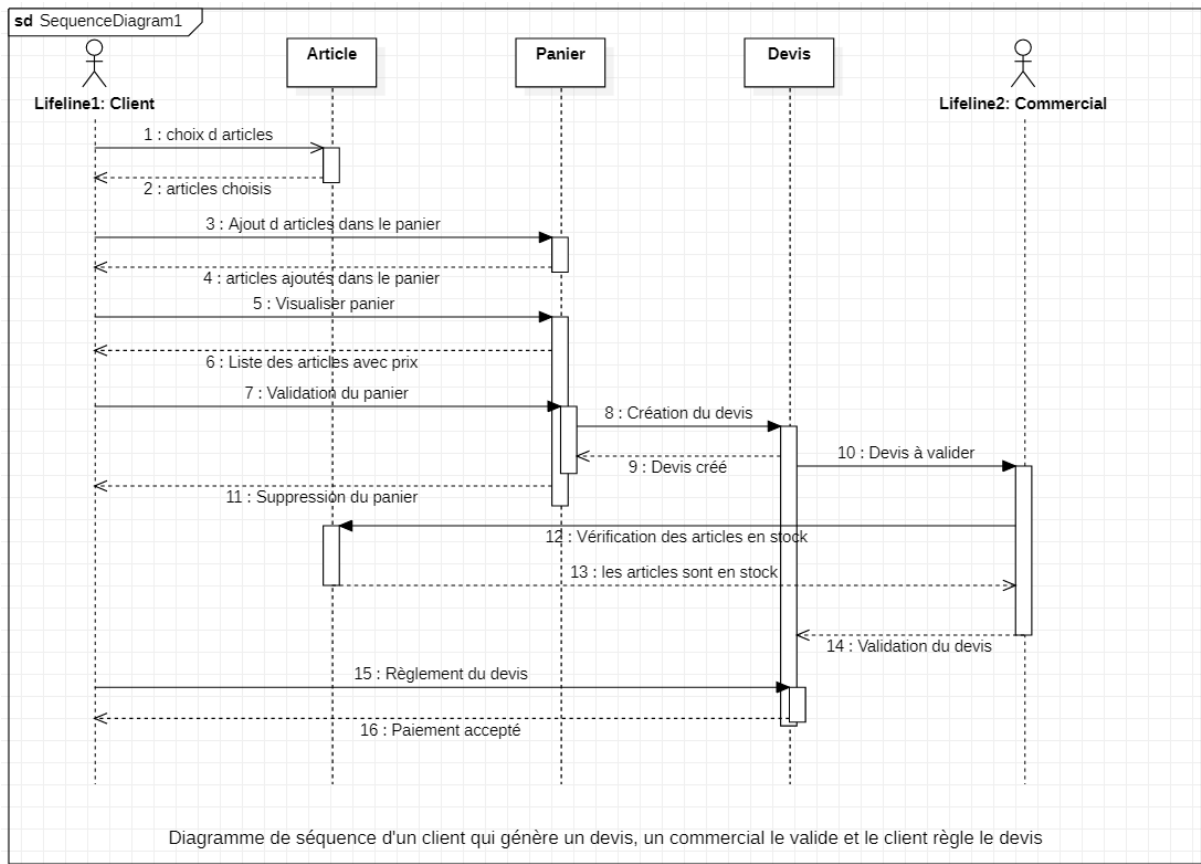 sd SequenceDiagram1
Article
Panier
Devis
Lifeline1: Client
Lifeline2: Commercial
1 : choix d articles
2 : articles choisis
3 : Ajout d articles dans le panier
4 : articles ajoutés dans le panier
5 : Visualiser panier
6 : Liste des articles avec prix
7 : Validation du panier
8 : Création du devis
9 : Devis créé
10 : Devis à valider
11 : Suppression du panier
12 : Vérification des articles en stock
13 : les articles sont en stock
14 : Validation du devis
15 : Règlement du devis
16 : Paiement accepté
Diagramme de séquence d'un client qui génère un devis, un commercial le valide et le client règle le devis